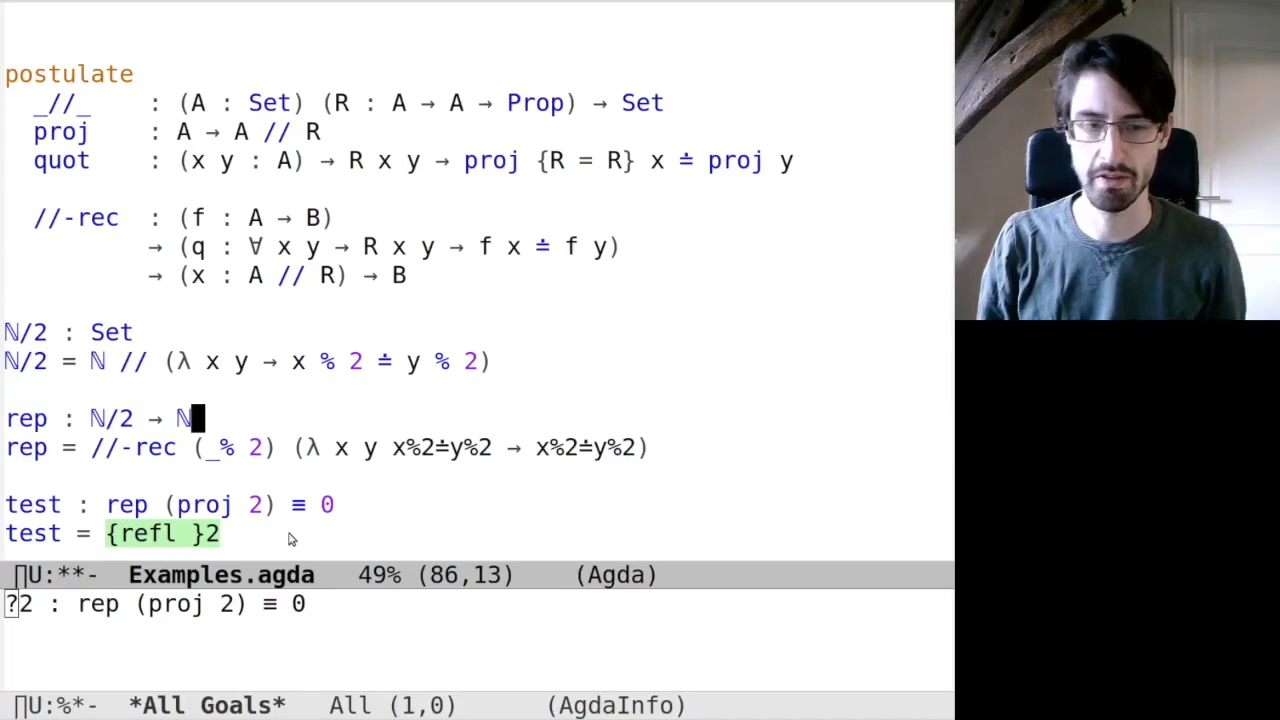 postulate
_//_ : (A : Set) (R : A → A → Prop) → Set
proj : A → A // R
quot : (x y : A) → R x y → proj {R = R} x ≐ proj y
//-rec : (f : A → B)
→ (q : ∀ x y → R x y → f x ≐ f y)
→ (x : A // R) → B
ℕ/2 : Set
ℕ/2 = ℕ // (λ x y → x % 2 ≐ y % 2)
rep : ℕ/2 → ℕ
rep = //-rec (_% 2) (λ x y x%2≐y%2 → x%2≐y%2)
test : rep (proj 2) ≡ 0
test = {refl }2
∏U:**- Examples.agda 49% (86,13) (Agda)
?2 : rep (proj 2) ≡ 0
∏U:%*- *All Goals* All (1,0) (AgdaInfo)